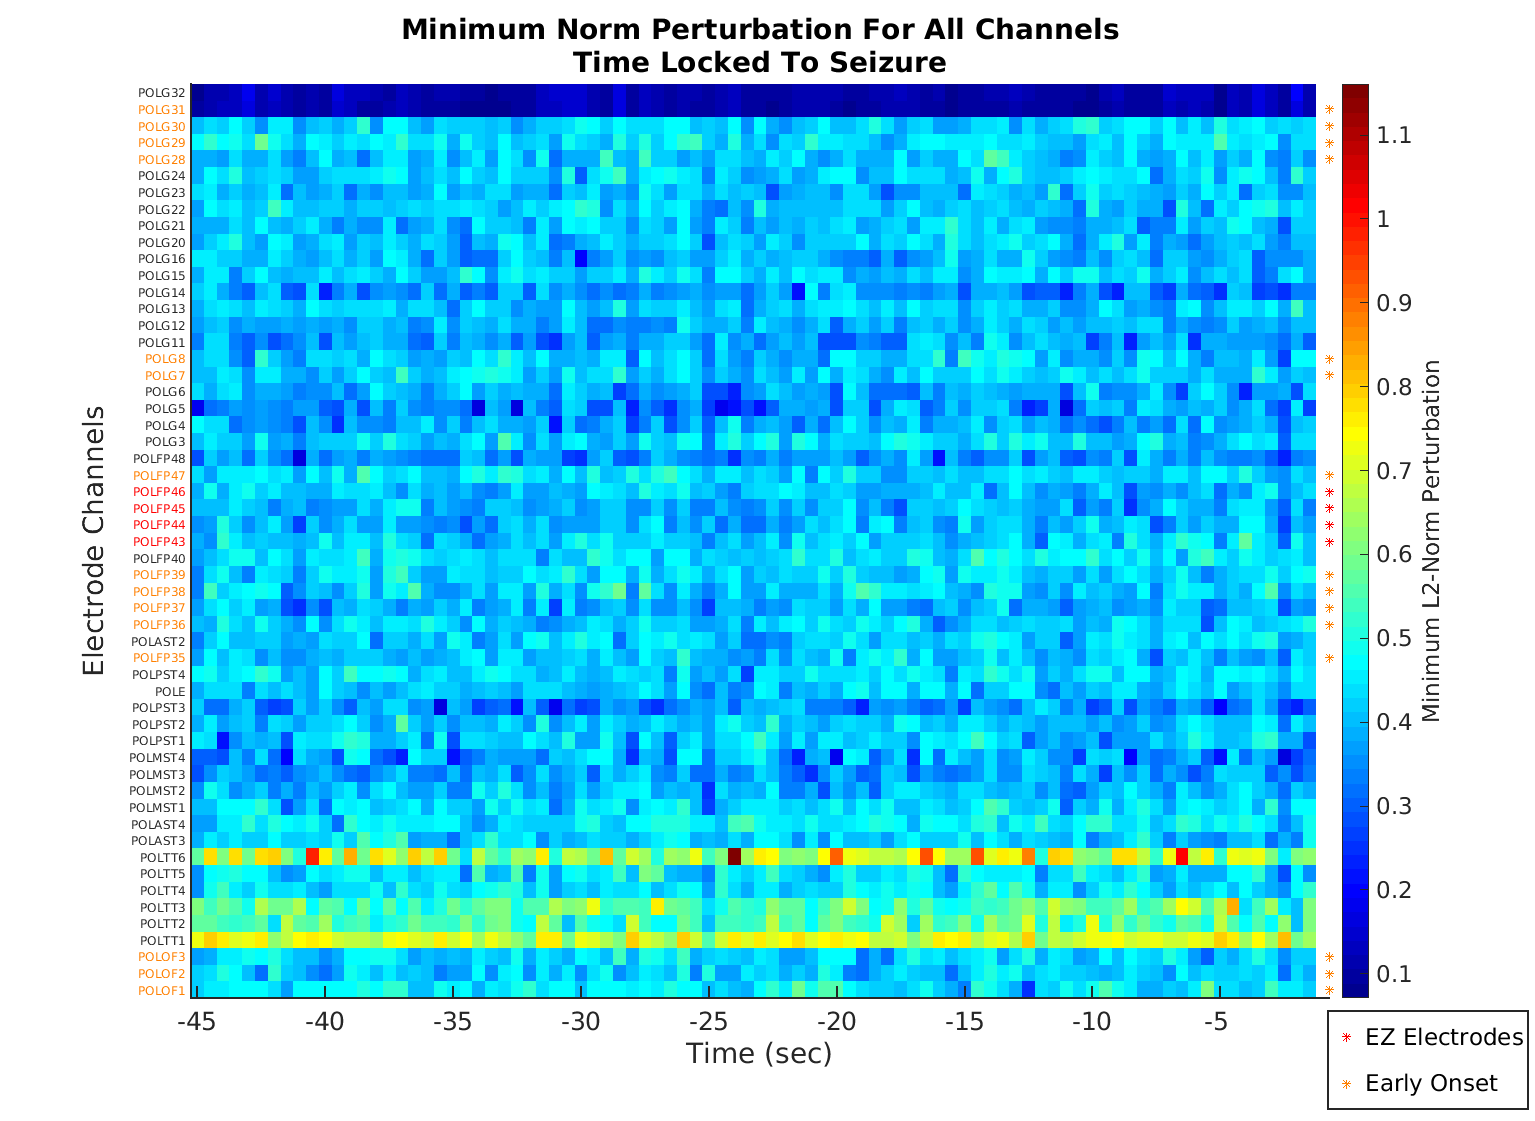 Minimum Norm Perturbation For All Channels
Time Locked To Seizure
POLG32
POLG31
POLG30
POLG29
POLG28
POLG24
POLG23
POLG22
POLG21
POLG20
POLG16
POLG15
POLG14
POLG13
POLG12
POLG11
POLG8
POLG7
POLG6
POLG5
POLG4
POLG3
POLFP48
POLFP47
POLFP46
POLFP45
POLFP44
POLFP43
POLFP40
POLFP39
POLFP38
POLFP37
POLFP36
POLAST2
POLFP35
POLPST4
POLE
POLPST3
POLPST2
POLPST1
POLMST4
POLMST3
POLMST2
POLMST1
POLAST4
POLAST3
POLTT6
POLTT5
POLTT4
POLTT3
POLTT2
POLTT1
POLOF3
POLOF2
POLOF1
Electrode Channels
-45 -40 -35 -30 -25 -20 -15 -10 -5
Time (sec)
1.1
1
0.9
0.8
0.7
0.6
0.5
0.4
0.3
0.2
0.1
Minimum L2-Norm Perturbation
EZ Electrodes
Early Onset